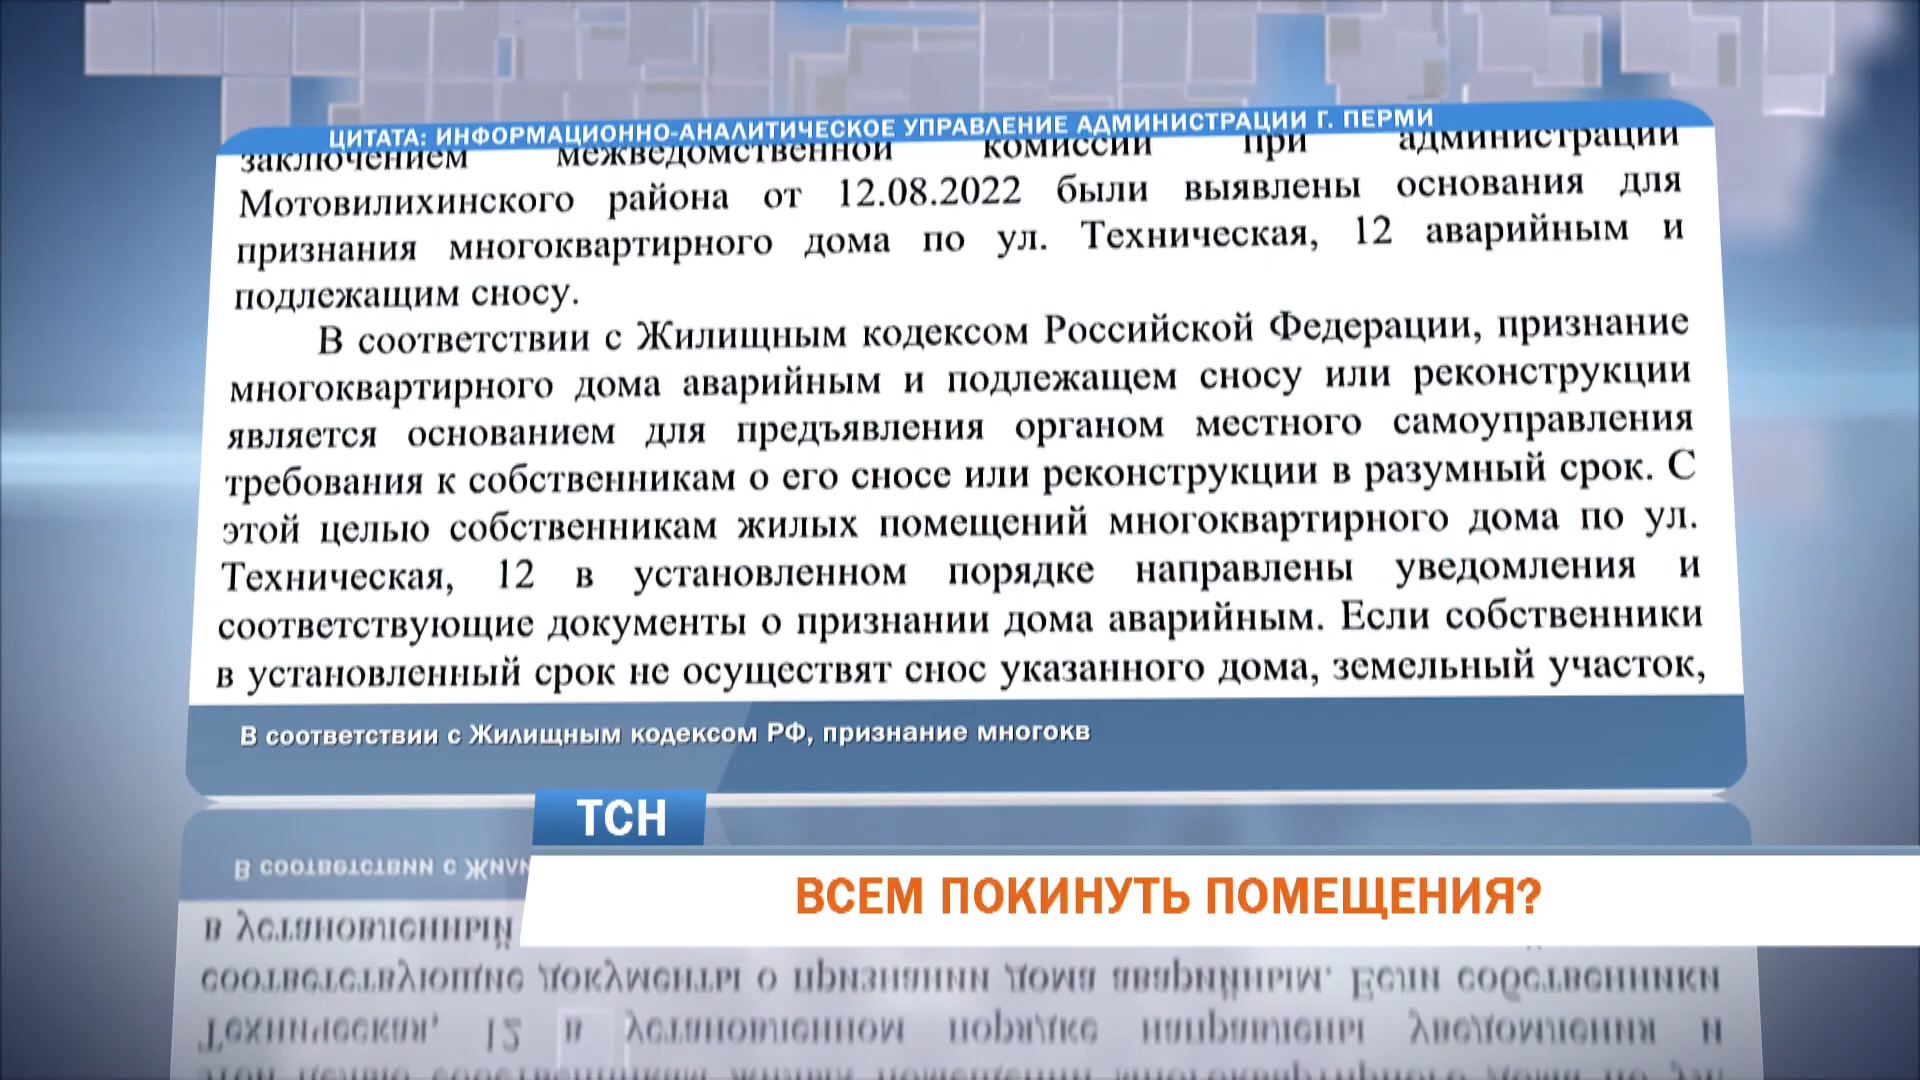 ЦИТАТА: ИНФОРМАЦИОННО-АНАЛИТИЧЕСКОЕ УПРАВЛЕНИЕ АДМИНИСТРАЦИИ Г. ПЕРМИ
заключением межведомственной комиссии при администрации
Мотовилихинского района от 12.08.2022 были выявлены основания для
признания многоквартирного дома по ул. Техническая, 12 аварийным и
подлежащим сносу.
В соответствии с Жилищным кодексом Российской Федерации, признание
многоквартирного дома аварийным и подлежащем сносу или реконструкции
является основанием для предъявления органом местного самоуправления
требования к собственникам о его сносе или реконструкции в разумный срок. С
этой целью собственникам жилых помещений многоквартирного дома по ул.
Техническая, 12 в установленном порядке направлены уведомления и
соответствующие документы о признании дома аварийным. Если собственники
в установленный срок не осуществят снос указанного дома, земельный участок,
В соответствии с Жилищным кодексом РФ, признание многокв
ТСН
ВСЕМ ПОКИНУТЬ ПОМЕЩЕНИЯ?